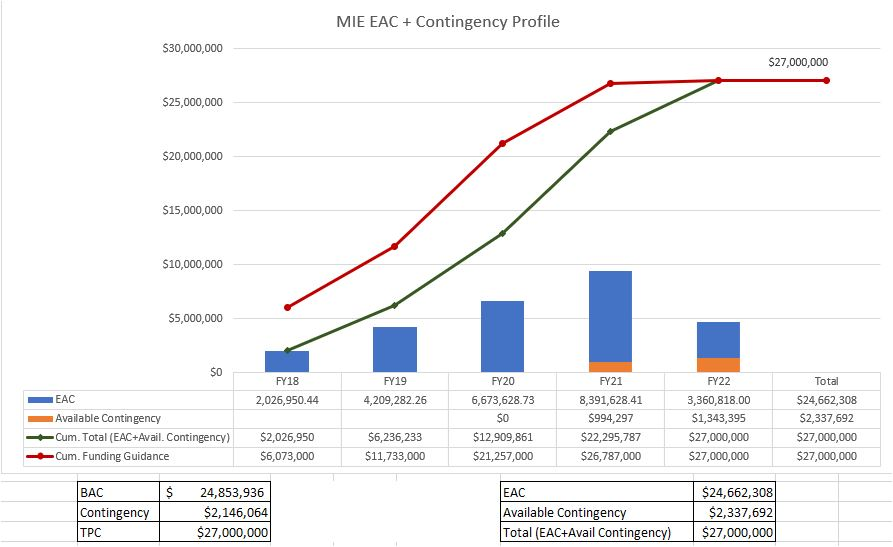 MIE EAC + Contingency Profile
$30,000,000
$27,000,000
$25,000,000
$20,000,000
$15,000,000
$10,000,000
$5,000,000
$0
FY18 FY19 FY20 FY21 FY22 Total
EAC 2,026,950.44 4,209,282.26 6,673,628.73 8,391,628.41 3,360,818.00 $24,662,308
Available Contingency $0 $994,297 $1,343,395 $2,337,692
Cum. Total (EAC+Avail. Contingency) $2,026,950 $6,236,233 $12,909,861 $22,295,787 $27,000,000 $27,000,000
Cum. Funding Guidance $6,073,000 $11,733,000 $21,257,000 $26,787,000 $27,000,000 $27,000,000
BAC $ 24,853,936 EAC $24,662,308
Contingency $2,146,064 Available Contingency $2,337,692
TPC $27,000,000 Total (EAC+Avail Contingency) $27,000,000